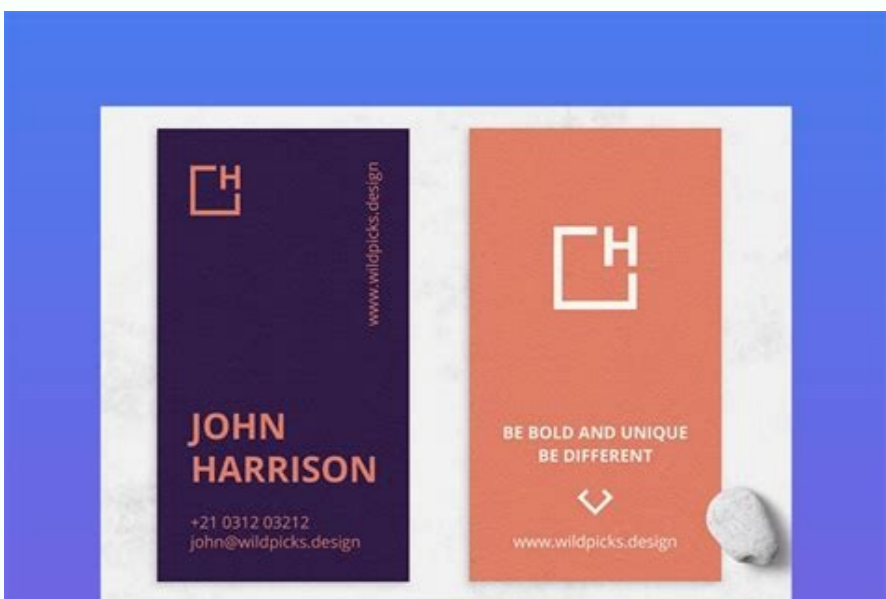 H
www.wildpicks.design
JOHN
HARRISON
+21 0312 03212
john@wildpicks.design
H
BE BOLD AND UNIQUE
BE DIFFERENT
www.wildpicks.design